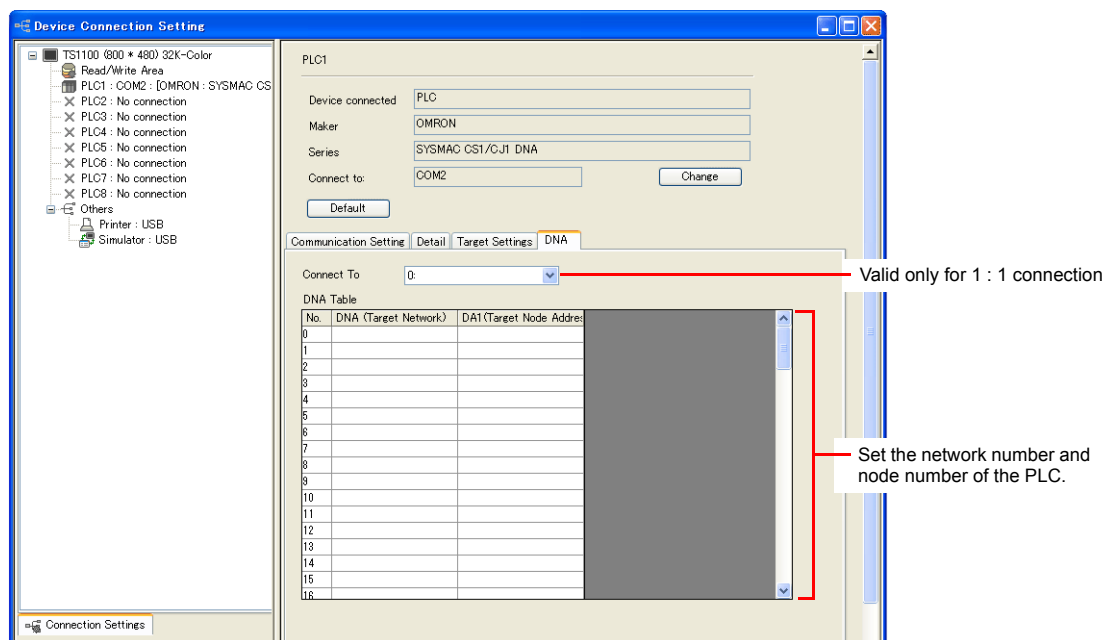 Device Connection Setting
TS1100 (800 * 480) 32K-Color
Read/Write Area
PLC1 : COM2 : [OMRON : SYSMAC CS
PLC2 : No connection
PLC3 : No connection
PLC4 : No connection
PLC5 : No connection
PLC6 : No connection
PLC7 : No connection
PLC8 : No connection
Others
Printer : USB
Simulator : USB
Connection Settings
PLC1
Device connected PLC
Maker OMRON
Series SYSMAC CS1/CJ1 DNA
Connect to: COM2 Change
Default
Communication Setting Detail Target Settings DNA
Connect To 0:
Valid only for 1 : 1 connection
DNA Table
No. DNA (Target Network) DA1(Target Node Addres
0
1
2
3
4
5
6
7
8
9
10
11
12
13
14
15
16
Set the network number and
node number of the PLC.